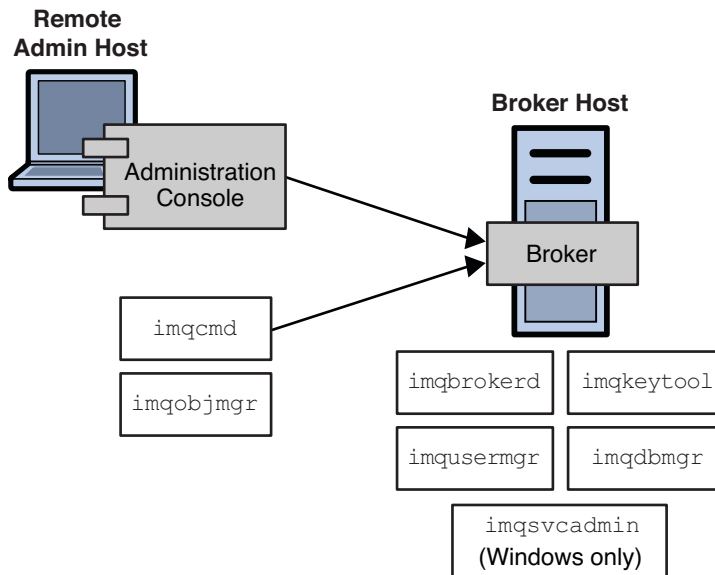 Remote
Admin Host
Administration
Console
imqcmd
imqobjmgr
Broker Host
Broker
imqbrokerd
imqkeytool
imqusermgr
imqdbmgr
imqsvcadmin
(Windows only)